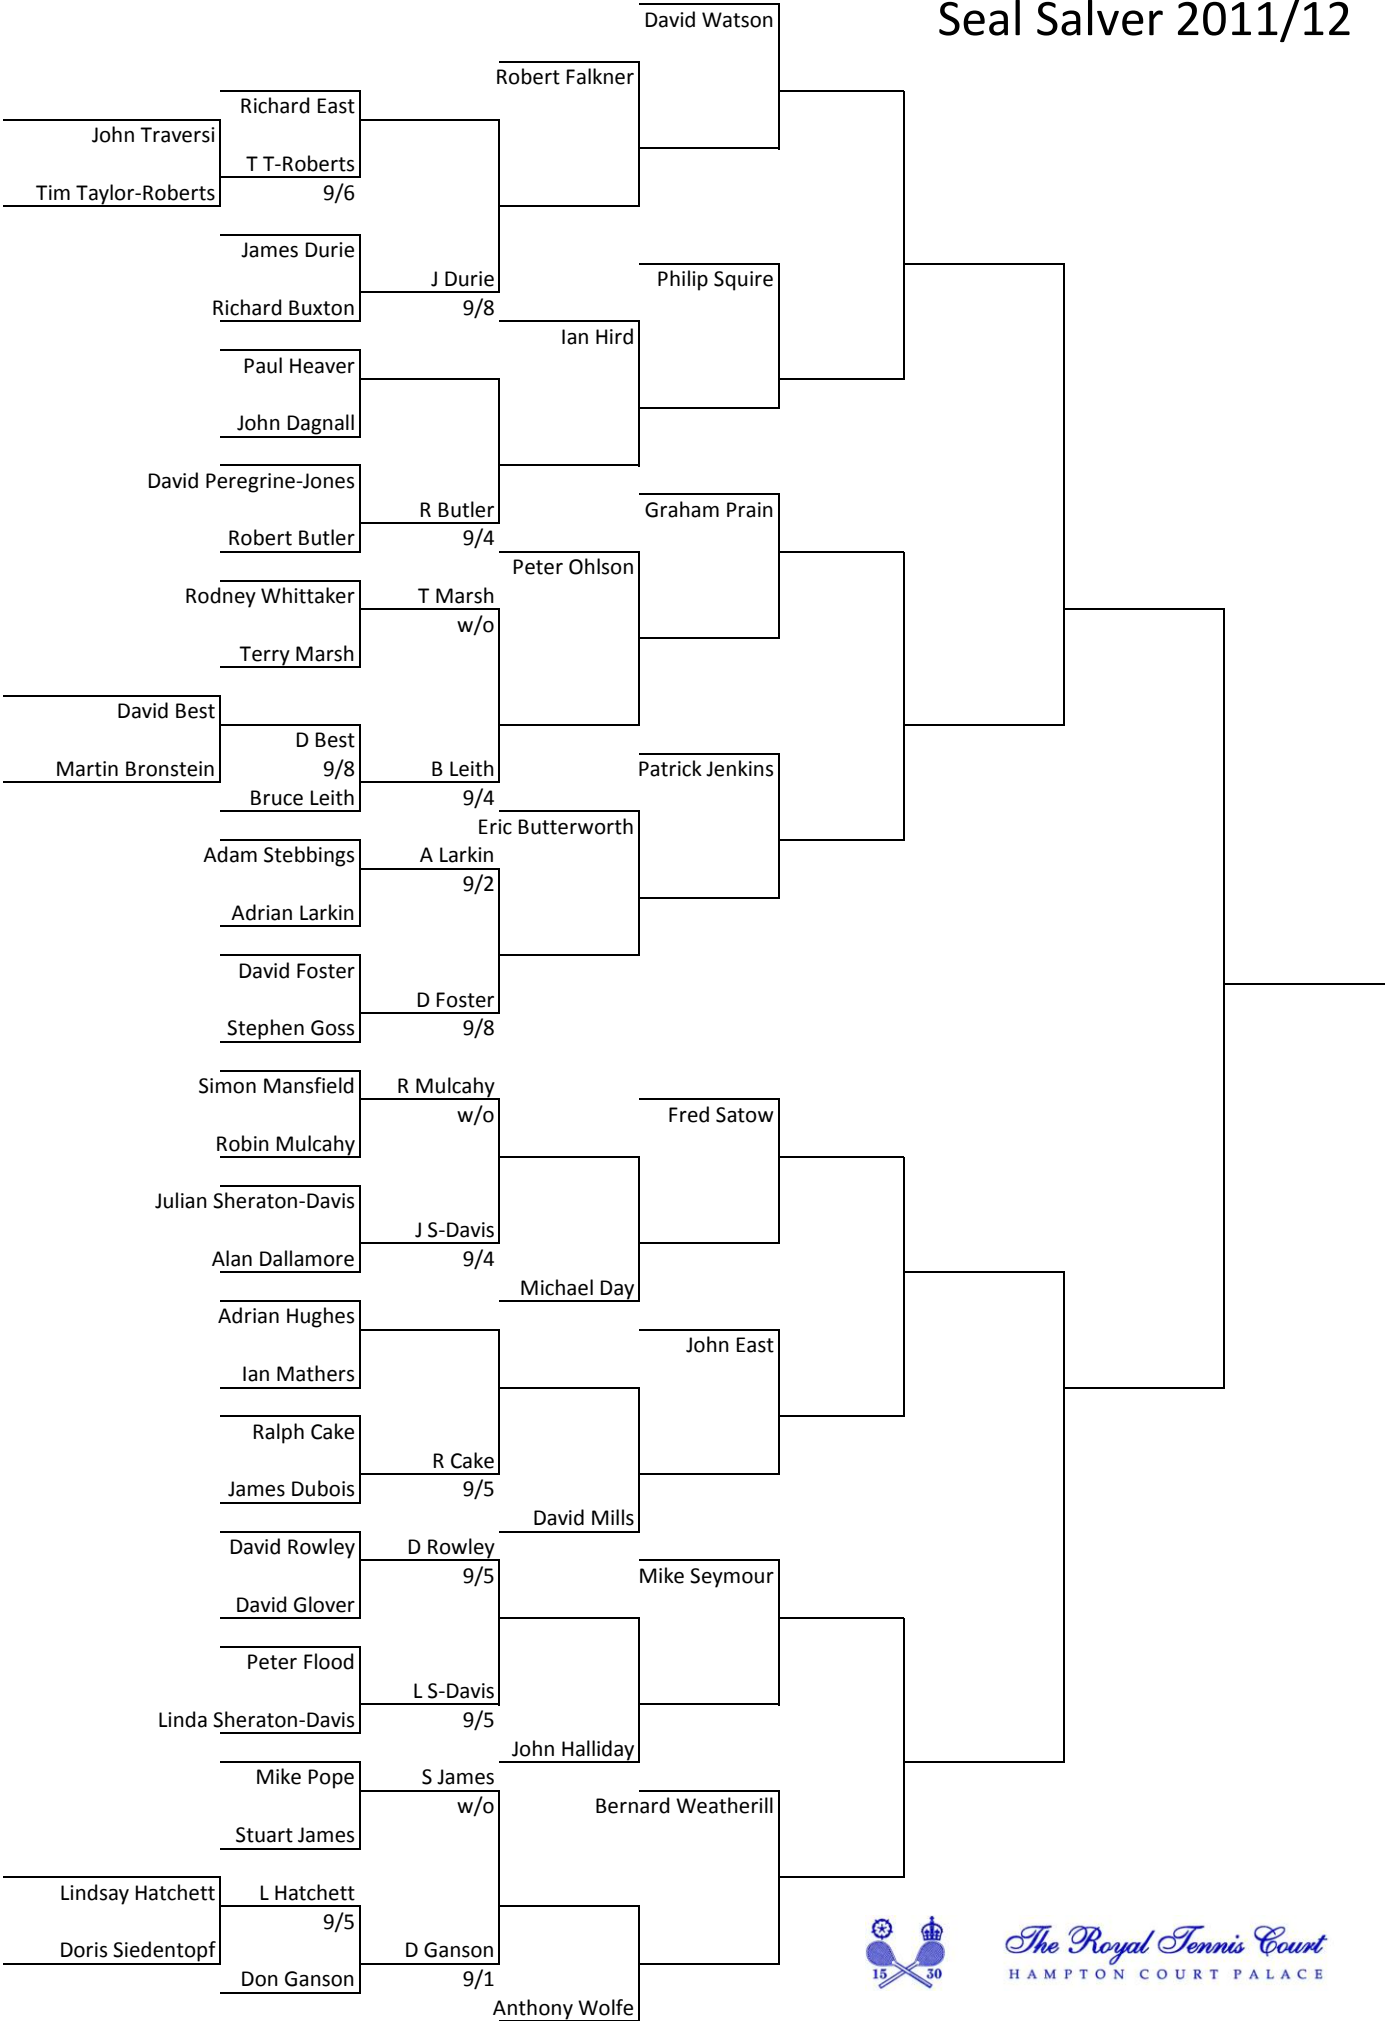 Seal Salver 2011/12
David Watson
Robert Falkner
Richard East
John Traversi
T T-Roberts
Tim Taylor-Roberts
9/6
James Durie
J Durie
Philip Squire
Richard Buxton
9/8
Ian Hird
Paul Heaver
John Dagnall
David Peregrine-Jones
R Butler
Graham Prain
Robert Butler
9/4
Peter Ohlson
Rodney Whittaker
T Marsh
w/o
Terry Marsh
David Best
D Best
Martin Bronstein
9/8
B Leith
Patrick Jenkins
Bruce Leith
9/4
Eric Butterworth
Adam Stebbings
A Larkin
9/2
Adrian Larkin
David Foster
D Foster
Stephen Goss
9/8
Simon Mansfield
R Mulcahy
w/o
Fred Satow
Robin Mulcahy
Julian Sheraton-Davis
J S-Davis
Alan Dallamore
9/4
Michael Day
Adrian Hughes
John East
Ian Mathers
Ralph Cake
R Cake
James Dubois
9/5
David Mills
David Rowley
D Rowley
9/5
Mike Seymour
David Glover
Peter Flood
L S-Davis
Linda Sheraton-Davis
9/5
John Halliday
Mike Pope
S James
w/o
Bernard Weatherill
Stuart James
Lindsay Hatchett
L Hatchett
9/5
Doris Siedentopf
D Ganson
Don Ganson
9/1
Anthony Wolfe
15 30
The Royal Tennis Court
HAMPTON COURT PALACE